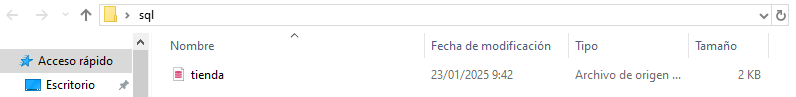 sql
Nombre Fecha de modificación Tipo Tamaño
Acceso rápido
tienda 23/01/2025 9:42 Archivo de origen ... 2 KB
Escritorio